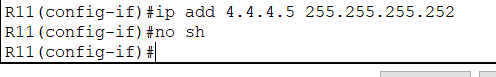 R11(config-if)#ip add 4.4.4.5 255.255.255.252
R11(config-if)#no sh
R11(config-if)#